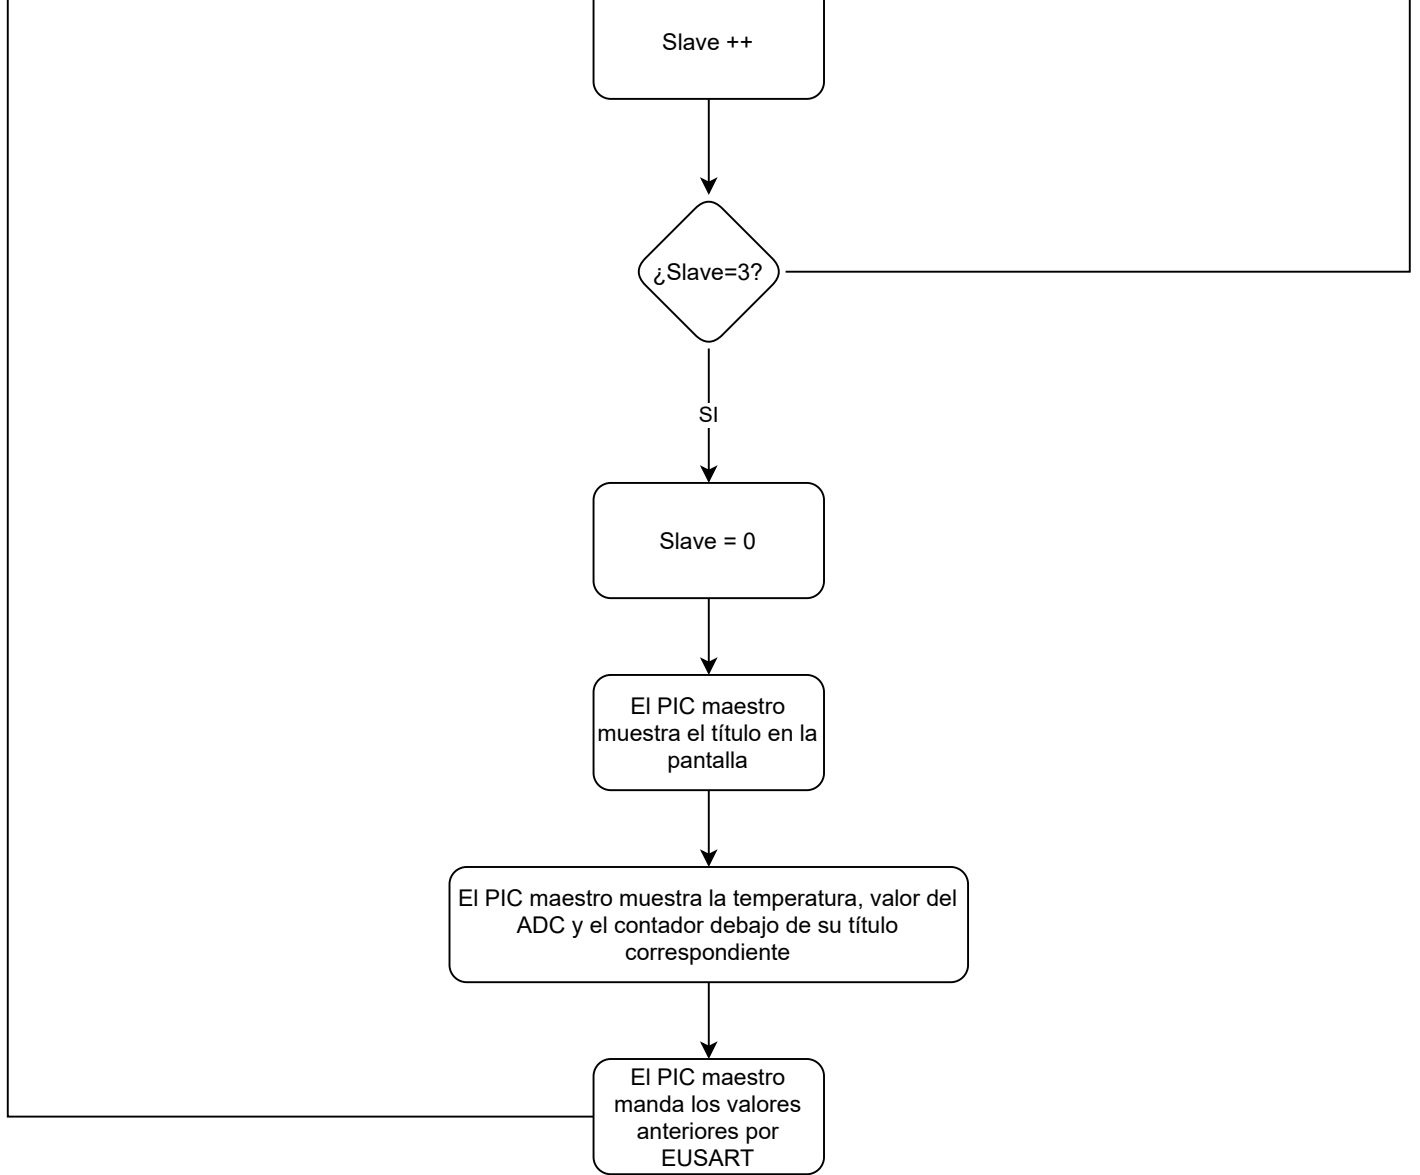 Slave ++
¿Slave=3?
SI
Slave = 0
El PIC maestro
muestra el título en la
pantalla
El PIC maestro muestra la temperatura, valor del
ADC y el contador debajo de su título
correspondiente
El PIC maestro
manda los valores
anteriores por
EUSART